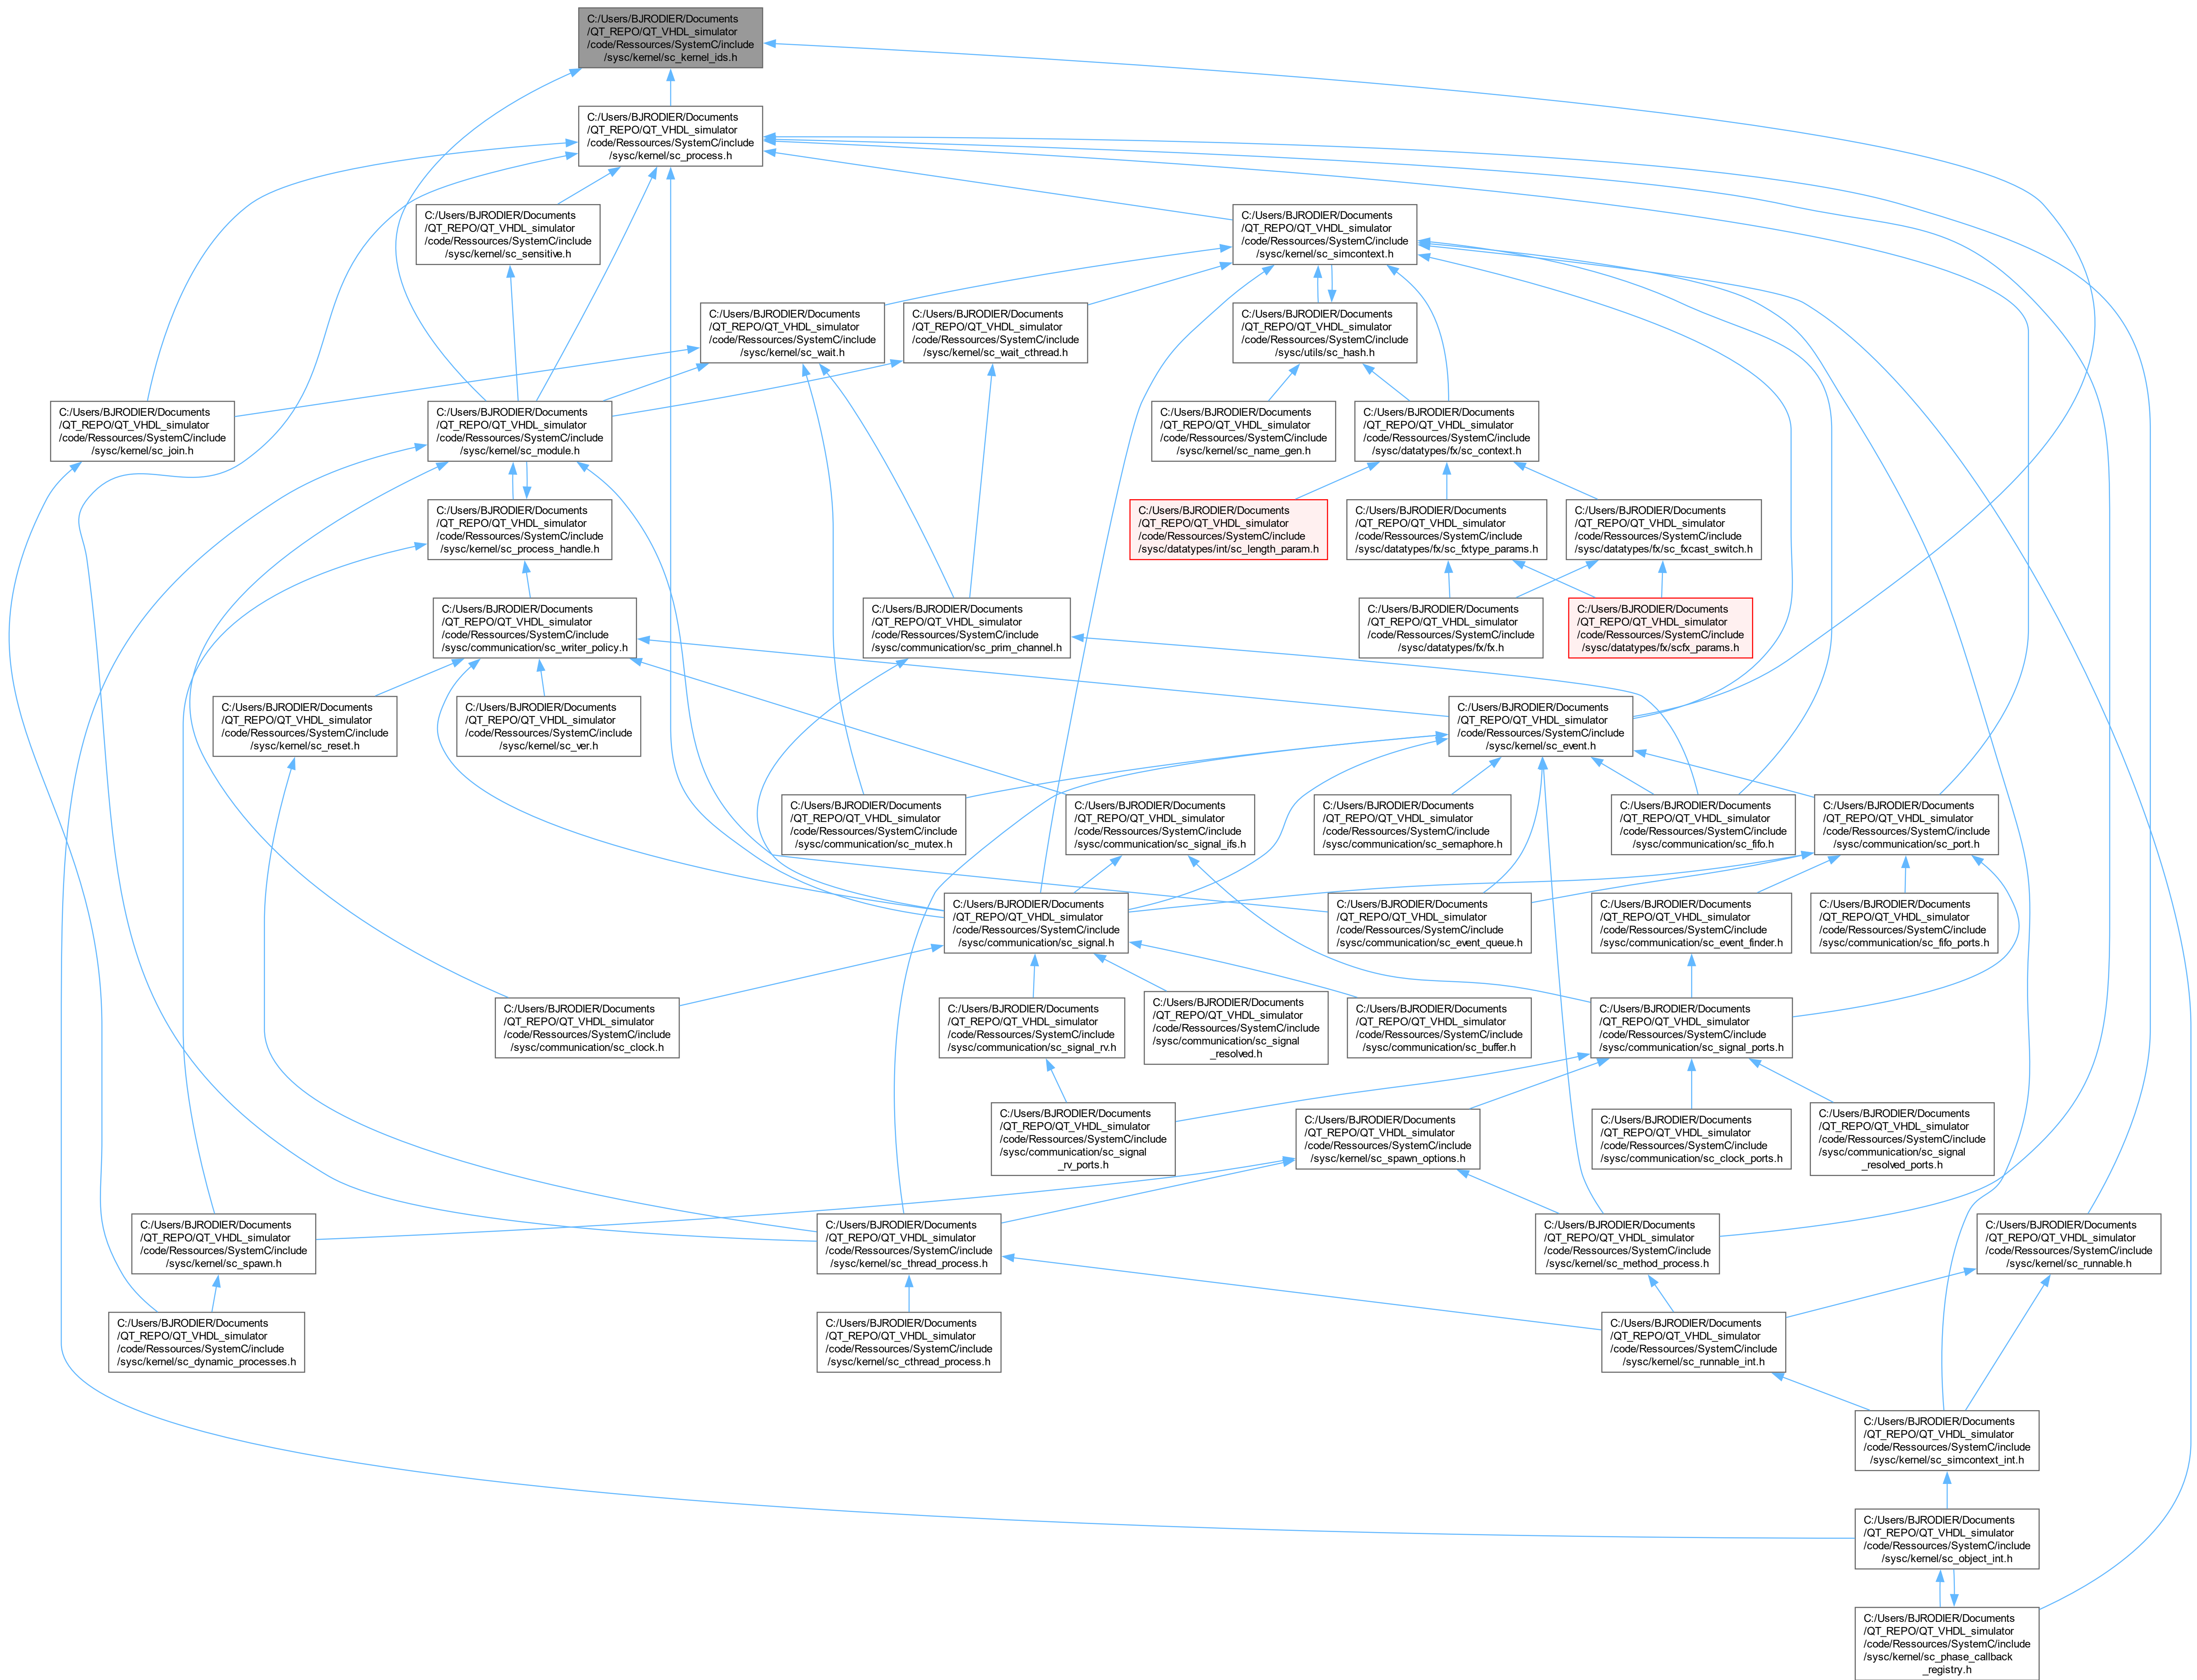 C:/Users/BJRODIER/Documents
/QT_REPO/QT_VHDL_simulator
/code/Ressources/SystemC/include
/sysc/kernel/sc_kernel_ids.h
C:/Users/BJRODIER/Documents
/QT_REPO/QT_VHDL_simulator
/code/Ressources/SystemC/include
/sysc/kernel/sc_process.h
C:/Users/BJRODIER/Documents
/QT_REPO/QT_VHDL_simulator
/code/Ressources/SystemC/include
/sysc/kernel/sc_sensitive.h
C:/Users/BJRODIER/Documents
/QT_REPO/QT_VHDL_simulator
/code/Ressources/SystemC/include
/sysc/kernel/sc_simcontext.h
C:/Users/BJRODIER/Documents
/QT_REPO/QT_VHDL_simulator
/code/Ressources/SystemC/include
/sysc/kernel/sc_wait.h
C:/Users/BJRODIER/Documents
/QT_REPO/QT_VHDL_simulator
/code/Ressources/SystemC/include
/sysc/kernel/sc_wait_cthread.h
C:/Users/BJRODIER/Documents
/QT_REPO/QT_VHDL_simulator
/code/Ressources/SystemC/include
/sysc/utils/sc_hash.h
C:/Users/BJRODIER/Documents
/QT_REPO/QT_VHDL_simulator
/code/Ressources/SystemC/include
/sysc/kernel/sc_join.h
C:/Users/BJRODIER/Documents
/QT_REPO/QT_VHDL_simulator
/code/Ressources/SystemC/include
/sysc/kernel/sc_module.h
C:/Users/BJRODIER/Documents
/QT_REPO/QT_VHDL_simulator
/code/Ressources/SystemC/include
/sysc/kernel/sc_name_gen.h
C:/Users/BJRODIER/Documents
/QT_REPO/QT_VHDL_simulator
/code/Ressources/SystemC/include
/sysc/datatypes/fx/sc_context.h
C:/Users/BJRODIER/Documents
/QT_REPO/QT_VHDL_simulator
/code/Ressources/SystemC/include
/sysc/kernel/sc_process_handle.h
C:/Users/BJRODIER/Documents
/QT_REPO/QT_VHDL_simulator
/code/Ressources/SystemC/include
/sysc/datatypes/int/sc_length_param.h
C:/Users/BJRODIER/Documents
/QT_REPO/QT_VHDL_simulator
/code/Ressources/SystemC/include
/sysc/datatypes/fx/sc_fxtype_params.h
C:/Users/BJRODIER/Documents
/QT_REPO/QT_VHDL_simulator
/code/Ressources/SystemC/include
/sysc/datatypes/fx/sc_fxcast_switch.h
C:/Users/BJRODIER/Documents
/QT_REPO/QT_VHDL_simulator
/code/Ressources/SystemC/include
/sysc/communication/sc_writer_policy.h
C:/Users/BJRODIER/Documents
/QT_REPO/QT_VHDL_simulator
/code/Ressources/SystemC/include
/sysc/communication/sc_prim_channel.h
C:/Users/BJRODIER/Documents
/QT_REPO/QT_VHDL_simulator
/code/Ressources/SystemC/include
/sysc/datatypes/fx/fx.h
C:/Users/BJRODIER/Documents
/QT_REPO/QT_VHDL_simulator
/code/Ressources/SystemC/include
/sysc/datatypes/fx/scfx_params.h
C:/Users/BJRODIER/Documents
/QT_REPO/QT_VHDL_simulator
/code/Ressources/SystemC/include
/sysc/kernel/sc_reset.h
C:/Users/BJRODIER/Documents
/QT_REPO/QT_VHDL_simulator
/code/Ressources/SystemC/include
/sysc/kernel/sc_ver.h
C:/Users/BJRODIER/Documents
/QT_REPO/QT_VHDL_simulator
/code/Ressources/SystemC/include
/sysc/kernel/sc_event.h
C:/Users/BJRODIER/Documents
/QT_REPO/QT_VHDL_simulator
/code/Ressources/SystemC/include
/sysc/communication/sc_mutex.h
C:/Users/BJRODIER/Documents
/QT_REPO/QT_VHDL_simulator
/code/Ressources/SystemC/include
/sysc/communication/sc_signal_ifs.h
C:/Users/BJRODIER/Documents
/QT_REPO/QT_VHDL_simulator
/code/Ressources/SystemC/include
/sysc/communication/sc_semaphore.h
C:/Users/BJRODIER/Documents
/QT_REPO/QT_VHDL_simulator
/code/Ressources/SystemC/include
/sysc/communication/sc_fifo.h
C:/Users/BJRODIER/Documents
/QT_REPO/QT_VHDL_simulator
/code/Ressources/SystemC/include
/sysc/communication/sc_port.h
C:/Users/BJRODIER/Documents
/QT_REPO/QT_VHDL_simulator
/code/Ressources/SystemC/include
/sysc/communication/sc_signal.h
C:/Users/BJRODIER/Documents
/QT_REPO/QT_VHDL_simulator
/code/Ressources/SystemC/include
/sysc/communication/sc_event_queue.h
C:/Users/BJRODIER/Documents
/QT_REPO/QT_VHDL_simulator
/code/Ressources/SystemC/include
/sysc/communication/sc_event_finder.h
C:/Users/BJRODIER/Documents
/QT_REPO/QT_VHDL_simulator
/code/Ressources/SystemC/include
/sysc/communication/sc_fifo_ports.h
C:/Users/BJRODIER/Documents
/QT_REPO/QT_VHDL_simulator
/code/Ressources/SystemC/include
/sysc/communication/sc_clock.h
C:/Users/BJRODIER/Documents
/QT_REPO/QT_VHDL_simulator
/code/Ressources/SystemC/include
/sysc/communication/sc_signal_rv.h
C:/Users/BJRODIER/Documents
/QT_REPO/QT_VHDL_simulator
/code/Ressources/SystemC/include
/sysc/communication/sc_signal
_resolved.h
C:/Users/BJRODIER/Documents
/QT_REPO/QT_VHDL_simulator
/code/Ressources/SystemC/include
/sysc/communication/sc_buffer.h
C:/Users/BJRODIER/Documents
/QT_REPO/QT_VHDL_simulator
/code/Ressources/SystemC/include
/sysc/communication/sc_signal_ports.h
C:/Users/BJRODIER/Documents
/QT_REPO/QT_VHDL_simulator
/code/Ressources/SystemC/include
/sysc/communication/sc_signal
_rv_ports.h
C:/Users/BJRODIER/Documents
/QT_REPO/QT_VHDL_simulator
/code/Ressources/SystemC/include
/sysc/kernel/sc_spawn_options.h
C:/Users/BJRODIER/Documents
/QT_REPO/QT_VHDL_simulator
/code/Ressources/SystemC/include
/sysc/communication/sc_clock_ports.h
C:/Users/BJRODIER/Documents
/QT_REPO/QT_VHDL_simulator
/code/Ressources/SystemC/include
/sysc/communication/sc_signal
_resolved_ports.h
C:/Users/BJRODIER/Documents
/QT_REPO/QT_VHDL_simulator
/code/Ressources/SystemC/include
/sysc/kernel/sc_spawn.h
C:/Users/BJRODIER/Documents
/QT_REPO/QT_VHDL_simulator
/code/Ressources/SystemC/include
/sysc/kernel/sc_thread_process.h
C:/Users/BJRODIER/Documents
/QT_REPO/QT_VHDL_simulator
/code/Ressources/SystemC/include
/sysc/kernel/sc_method_process.h
C:/Users/BJRODIER/Documents
/QT_REPO/QT_VHDL_simulator
/code/Ressources/SystemC/include
/sysc/kernel/sc_runnable.h
C:/Users/BJRODIER/Documents
/QT_REPO/QT_VHDL_simulator
/code/Ressources/SystemC/include
/sysc/kernel/sc_dynamic_processes.h
C:/Users/BJRODIER/Documents
/QT_REPO/QT_VHDL_simulator
/code/Ressources/SystemC/include
/sysc/kernel/sc_cthread_process.h
C:/Users/BJRODIER/Documents
/QT_REPO/QT_VHDL_simulator
/code/Ressources/SystemC/include
/sysc/kernel/sc_runnable_int.h
C:/Users/BJRODIER/Documents
/QT_REPO/QT_VHDL_simulator
/code/Ressources/SystemC/include
/sysc/kernel/sc_simcontext_int.h
C:/Users/BJRODIER/Documents
/QT_REPO/QT_VHDL_simulator
/code/Ressources/SystemC/include
/sysc/kernel/sc_object_int.h
C:/Users/BJRODIER/Documents
/QT_REPO/QT_VHDL_simulator
/code/Ressources/SystemC/include
/sysc/kernel/sc_phase_callback
_registry.h